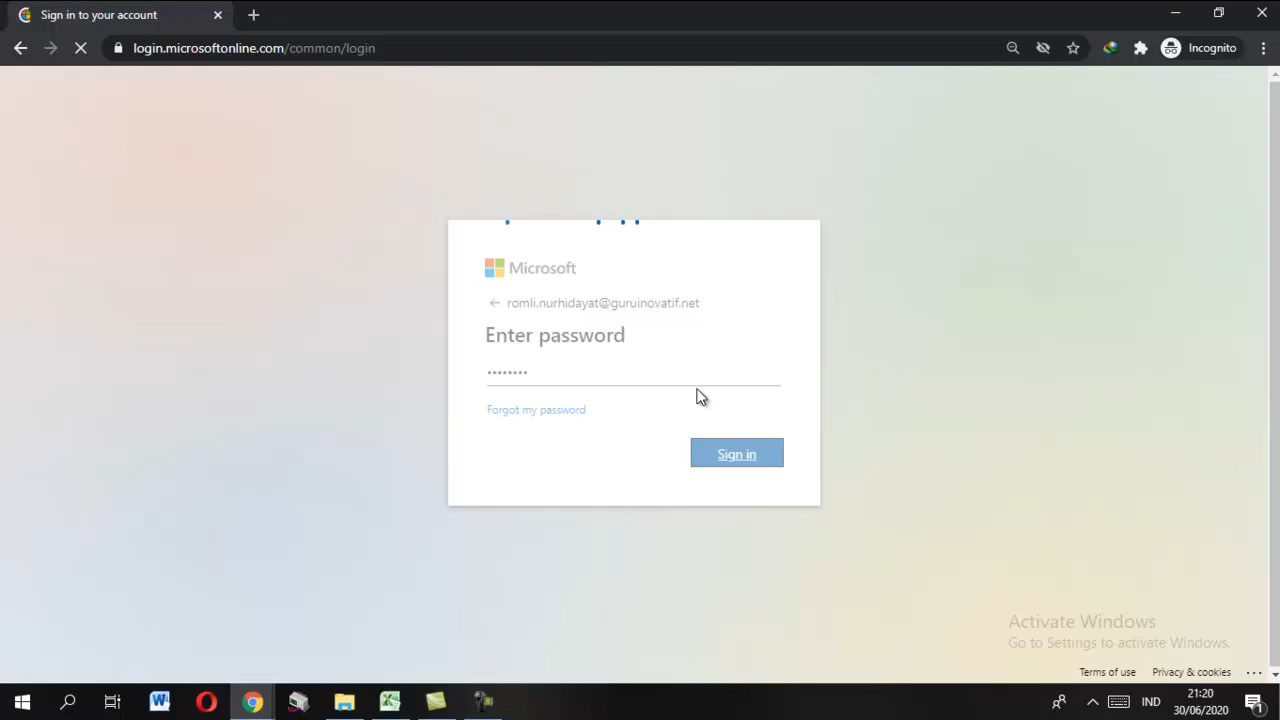 Sign in to your account
login.microsoftonline.com/common/login
Incognito
Microsoft
romli.nurhidayat@guruinovatif.net
Enter password
••••••••
Forgot my password
Sign in
Activate Windows
Go to Settings to activate Windows.
Terms of use Privacy & cookies ...
IND
21:20
30/06/2020
1